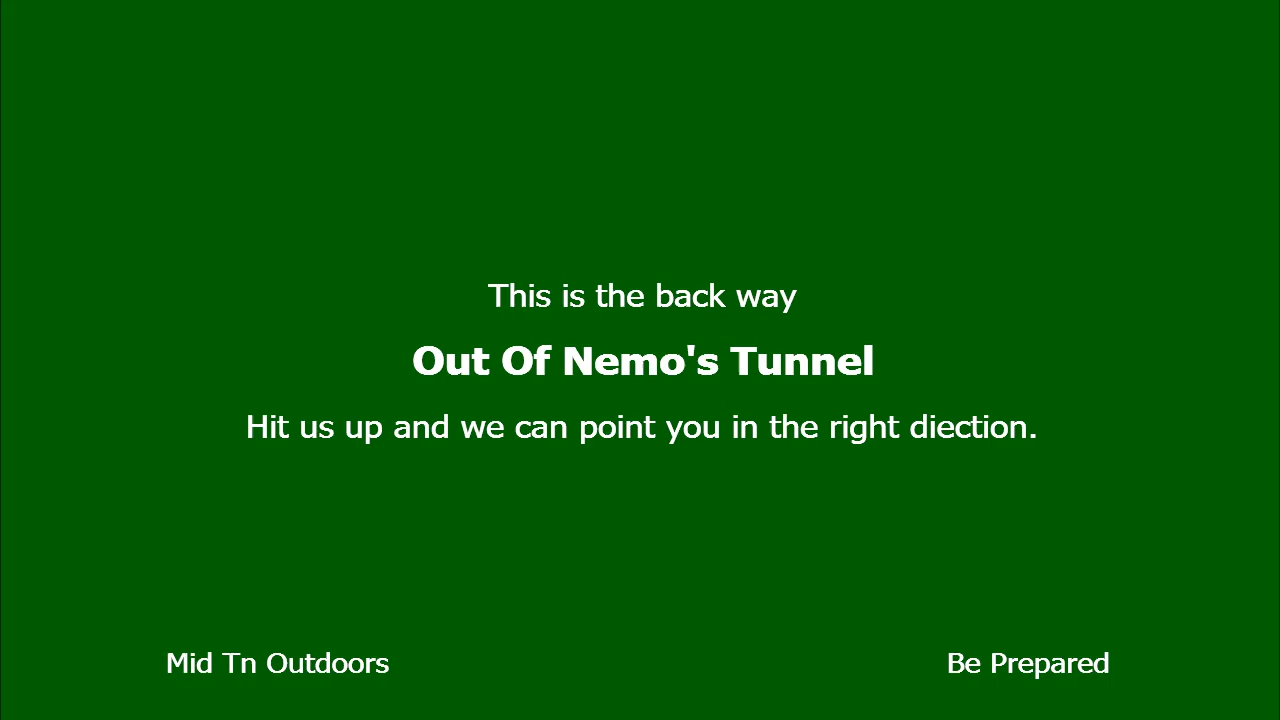 This is the back way
Out Of Nemo's Tunnel
Hit us up and we can point you in the right diection.
Mid Tn Outdoors
Be Prepared